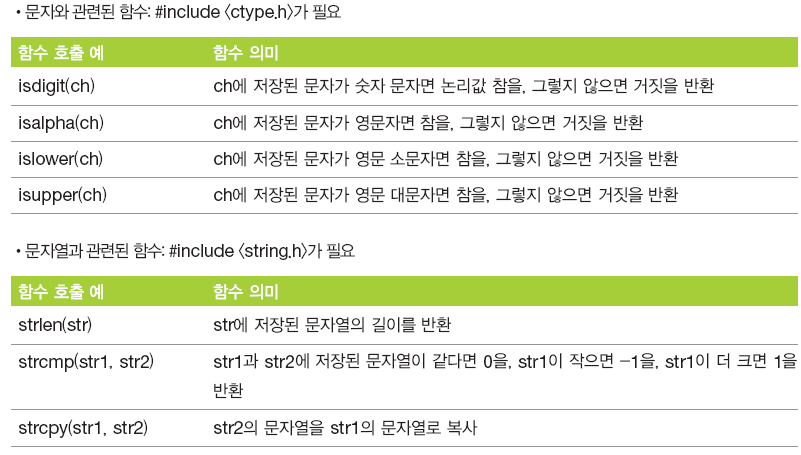 • 문자와 관련된 함수: #include 〈ctype.h〉가 필요
함수 호출 예 함수 의미
isdigit(ch) ch에 저장된 문자가 숫자 문자면 논리값 참을, 그렇지 않으면 거짓을 반환
isalpha(ch) ch에 저장된 문자가 영문자면 참을, 그렇지 않으면 거짓을 반환
islower(ch) ch에 저장된 문자가 영문 소문자면 참을, 그렇지 않으면 거짓을 반환
isupper(ch) ch에 저장된 문자가 영문 대문자면 참을, 그렇지 않으면 거짓을 반환
• 문자열과 관련된 함수: #include 〈string.h〉가 필요
함수 호출 예 함수 의미
strlen(str) str에 저장된 문자열의 길이를 반환
strcmp(str1, str2) str1과 str2에 저장된 문자열이 같다면 0을, str1이 작으면 −1을, str1이 더 크면 1을
반환
strcpy(str1, str2) str2의 문자열을 str1의 문자열로 복사